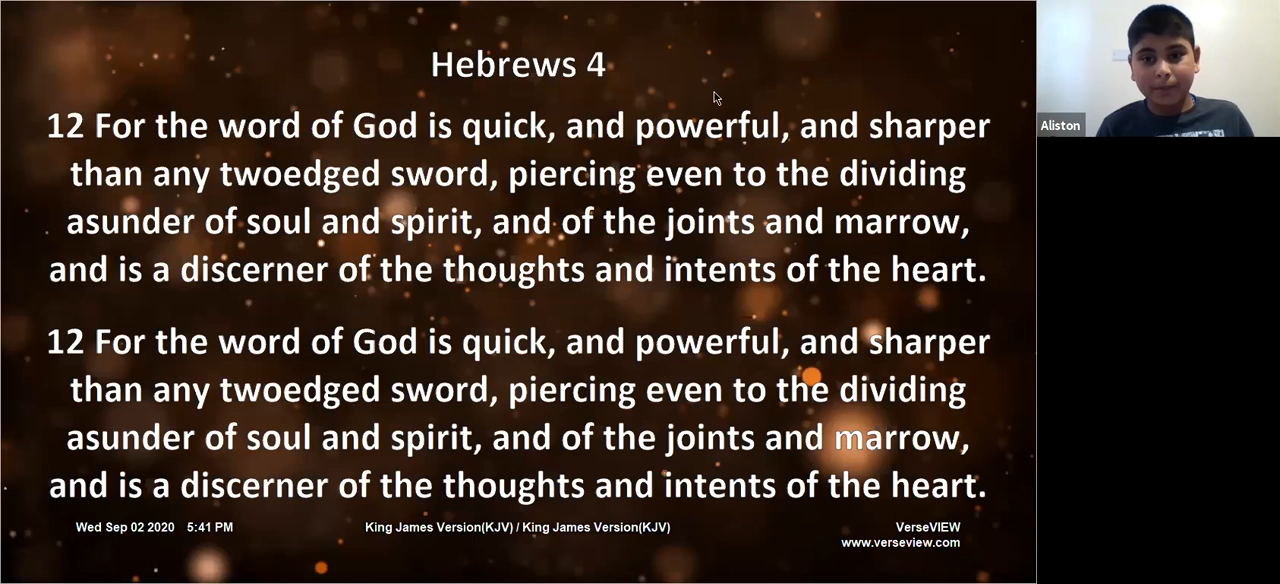 Hebrews 4
12 For the word of God is quick, and powerful, and sharper
than any twoedged sword, piercing even to the dividing
asunder of soul and spirit, and of the joints and marrow,
and is a discerner of the thoughts and intents of the heart.
12 For the word of God is quick, and powerful, and sharper
than any twoedged sword, piercing even to the dividing
asunder of soul and spirit, and of the joints and marrow,
and is a discerner of the thoughts and intents of the heart.
Wed Sep 02 2020 5:41 PM
King James Version(KJV) / King James Version(KJV)
VerseVIEW
www.verseview.com
Aliston